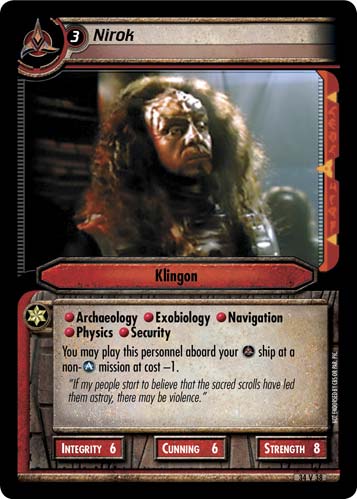 3 Nirok
Klingon
Archaeology Exobiology Navigation
Physics Security
You may play this personnel aboard your ship at a
non- mission at cost –1.
"If my people start to believe that the sacred scrolls have led
them astray, there may be violence."
INTEGRITY 6 CUNNING 6 STRENGTH 8
34 V 38